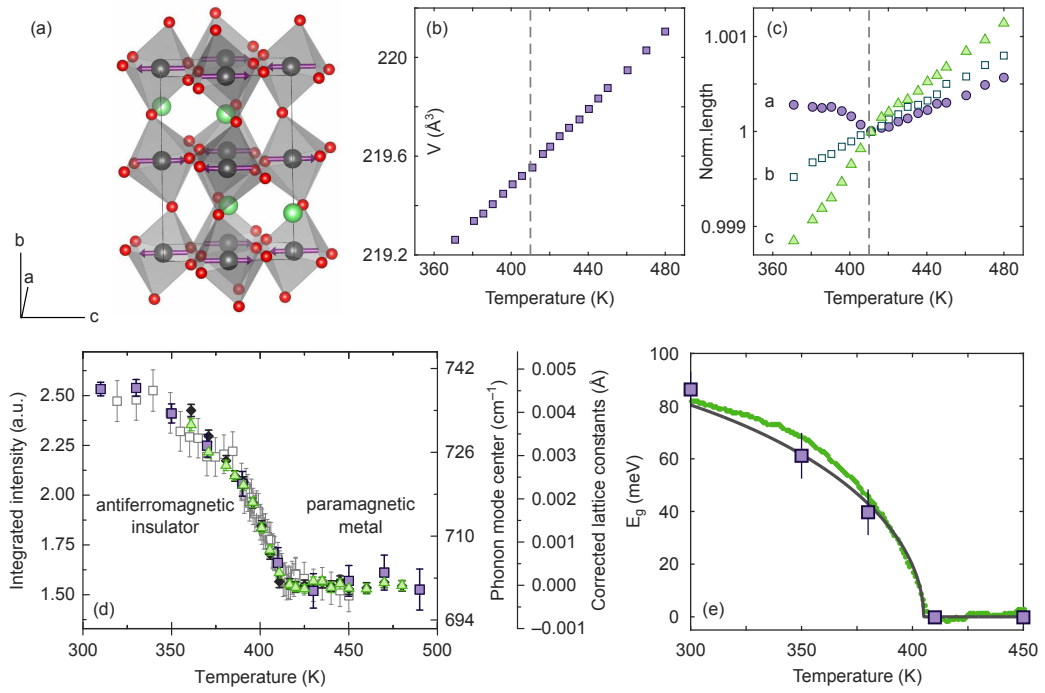 (a)
b
a
c
(b)
220
219.6
219.2
V (Å³)
360 400 440 480
Temperature (K)
(c)
1.001
1
0.999
Norm.length
a
b
c
360 400 440 480
Temperature (K)
2.50
2.25
2.00
1.75
1.50
Integrated intensity (a.u.)
antiferromagnetic
insulator
paramagnetic
metal
(d)
300 350 400 450 500
Temperature (K)
742
726
710
694
Phonon mode center (cm⁻¹)
0.005
0.004
0.003
0.002
0.001
0.000
−0.001
Corrected lattice constants (Å)
100
80
60
40
20
0
E_g (meV)
(e)
300 350 400 450
Temperature (K)